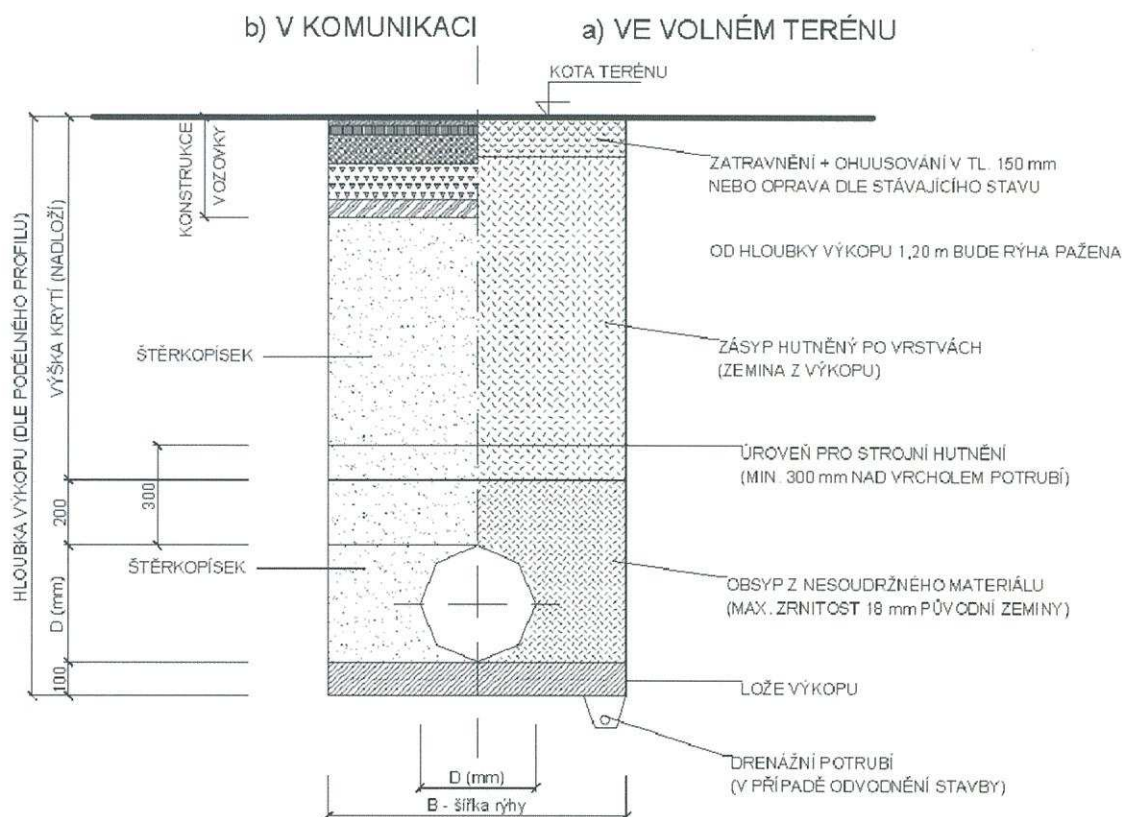 b) V KOMUNIKACI
a) VE VOLNÉM TERÉNU
KOTA TERÉNU
KONSTRUKCE
VOZOVKY
ZATRAVNĚNÍ + OHUUSOVÁNÍ V TL. 150 mm
NEBO OPRAVA DLE STÁVAJÍCÍHO STAVU
OD HLOUBKY VÝKOPU 1,20 m BUDE RÝHA PAŽENA
HLOUBKA VÝKOPU (DLE PODÉLNÉHO PROFILU)
VÝŠKA KRYTÍ (NADLOŽÍ)
ŠTĚRKOPÍSEK
ZÁSYP HUTNĚNÝ PO VRSTVÁCH
(ZEMINA Z VÝKOPU)
ÚROVEŇ PRO STROJNÍ HUTNĚNÍ
(MIN. 300 mm NAD VRCHOLEM POTRUBÍ)
300
200
ŠTĚRKOPÍSEK
D (mm)
OBSYP Z NESOUDRŽNÉHO MATERIÁLU
(MAX. ZRNITOST 18 mm PŮVODNÍ ZEMINY)
100
LOŽE VÝKOPU
DRENÁŽNÍ POTRUBÍ
(V PŘÍPADĚ ODVODNĚNÍ STAVBY)
D (mm)
B - šířka rýhy